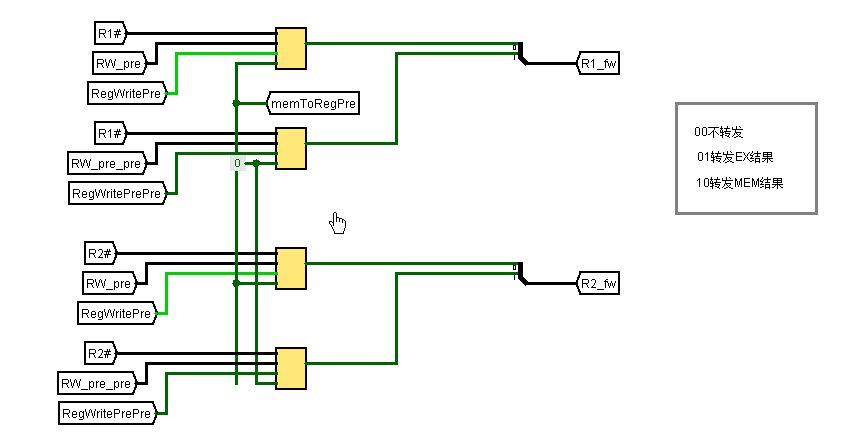 R1#
RW_pre
RegWritePre
R1_fw
memToRegPre
R1#
RW_pre_pre
0
RegWritePrePre
00不转发
01转发EX结果
10转发MEM结果
R2#
RW_pre
RegWritePre
R2_fw
R2#
RW_pre_pre
RegWritePrePre